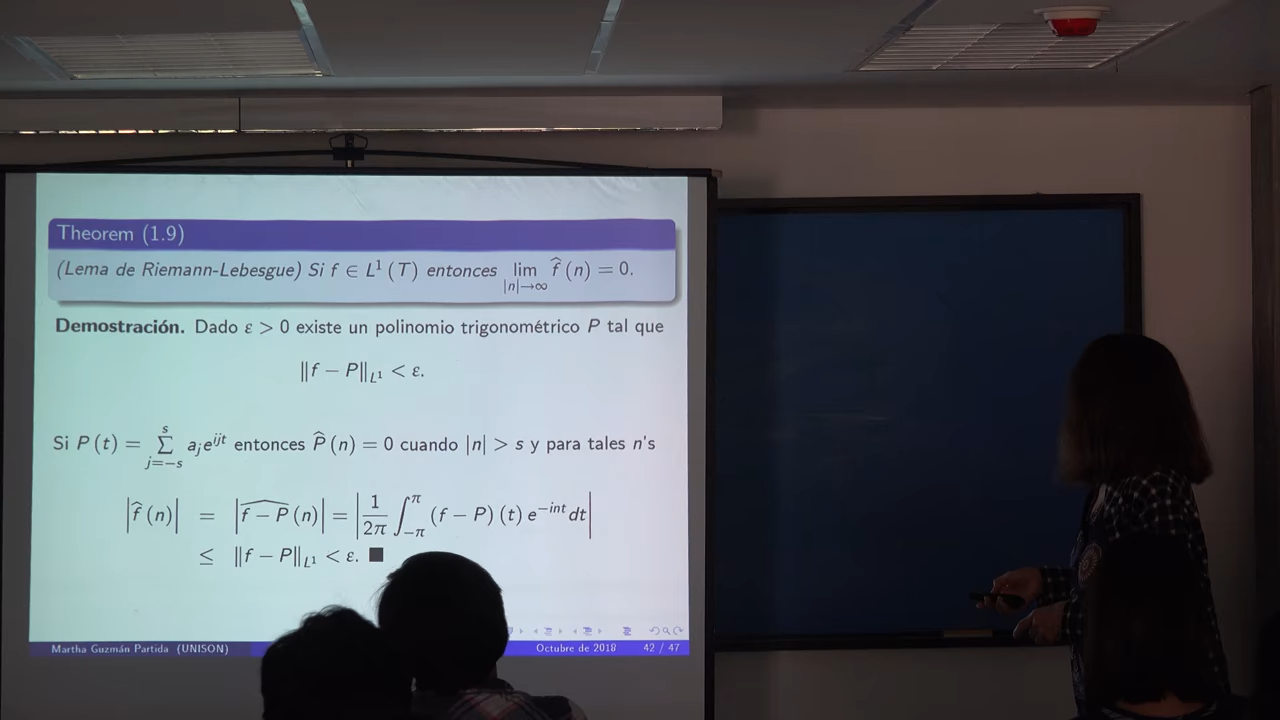 Theorem (1.9)
(Lema de Riemann-Lebesgue) Si f ∈ L¹ (T) entonces lim_{|n|→∞} f̂ (n) = 0.
Demostración. Dado ε > 0 existe un polinomio trigonométrico P tal que
‖f − P‖_{L¹} < ε.
Si P (t) = ∑_{j=−s}^{s} a_j e^{ijt} entonces P̂ (n) = 0 cuando |n| > s y para tales n's
|f̂ (n)| = |\widehat{f − P} (n)| = |1/2π ∫_{−π}^{π} (f − P) (t) e^{−int} dt|
≤ ‖f − P‖_{L¹} < ε. ■
Martha Guzmán Partida (UNISON) Octubre de 2018 42 / 47